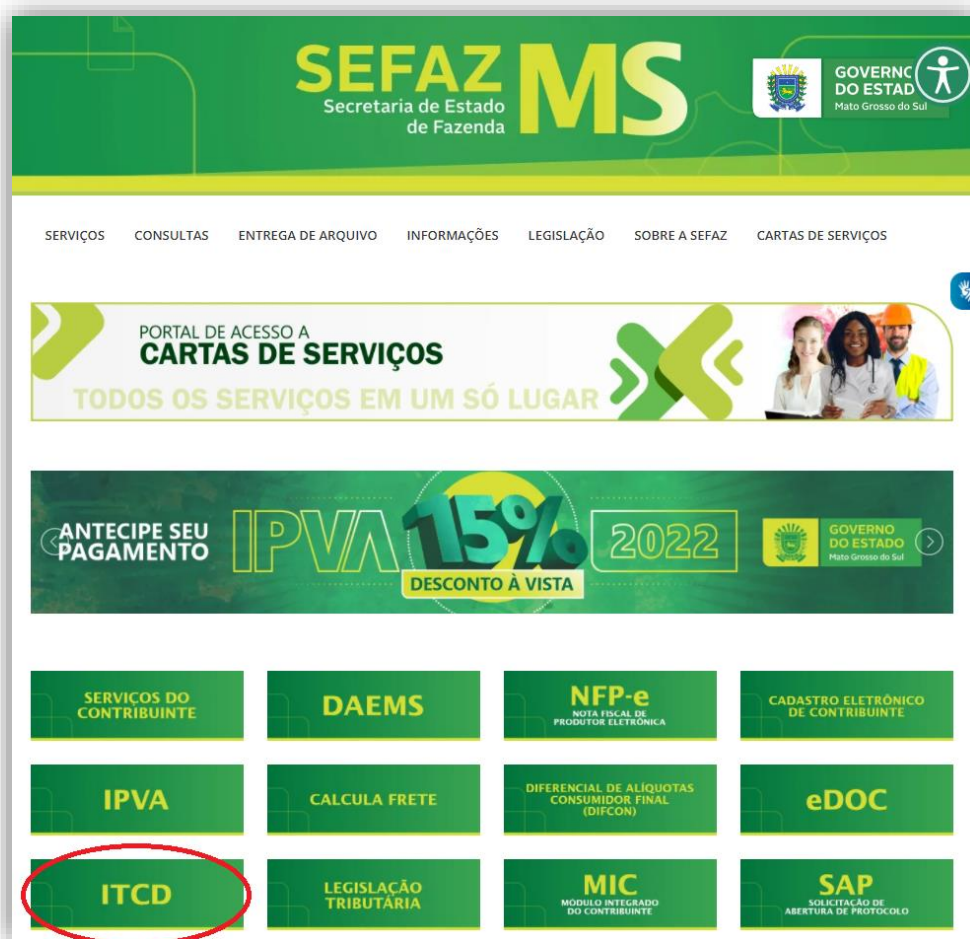 SEFAZ
Secretaria de Estado
de Fazenda
MS
GOVERNC
DO ESTAD
Mato Grosso do Sul
SERVIÇOS CONSULTAS ENTREGA DE ARQUIVO INFORMAÇÕES LEGISLAÇÃO SOBRE A SEFAZ CARTAS DE SERVIÇOS
PORTAL DE ACESSO A
CARTAS DE SERVIÇOS
TODOS OS SERVIÇOS EM UM SÓ LUGAR
ANTECIPE SEU
PAGAMENTO
IPVA 15% 2022
DESCONTO À VISTA
GOVERNO
DO ESTADO
Mato Grosso do Sul
SERVIÇOS DO
CONTRIBUINTE
DAEMS
NFP-e
NOTA FISCAL DE
PRODUTOR ELETRÔNICA
CADASTRO ELETRÔNICO
DE CONTRIBUINTE
IPVA
CALCULA FRETE
DIFERENCIAL DE ALÍQUOTAS
CONSUMIDOR FINAL
(DIFCON)
eDOC
ITCD
LEGISLAÇÃO
TRIBUTÁRIA
MIC
MÓDULO INTEGRADO
DO CONTRIBUINTE
SAP
SOLICITAÇÃO DE
ABERTURA DE PROTOCOLO